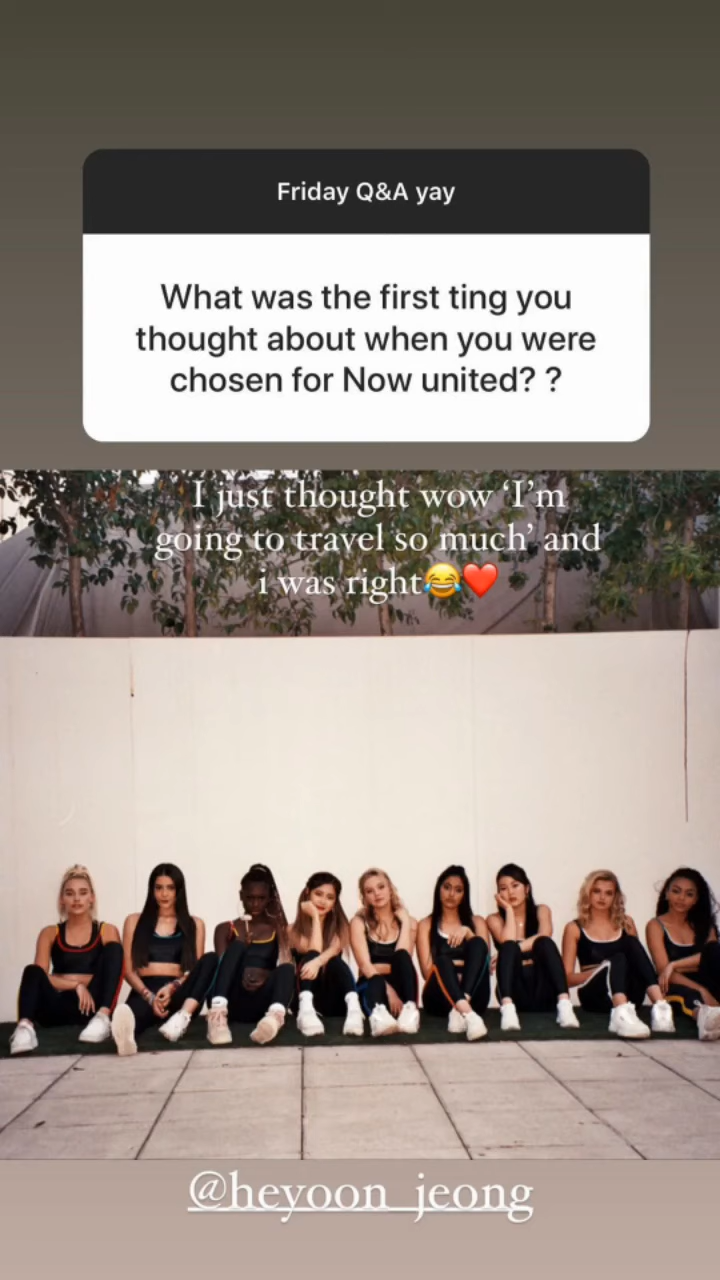 Friday Q&A yay
What was the first ting you
thought about when you were
chosen for Now united? ?
I just thought wow ‘I’m
going to travel so much’ and
i was right😂❤️
@heyoon_jeong